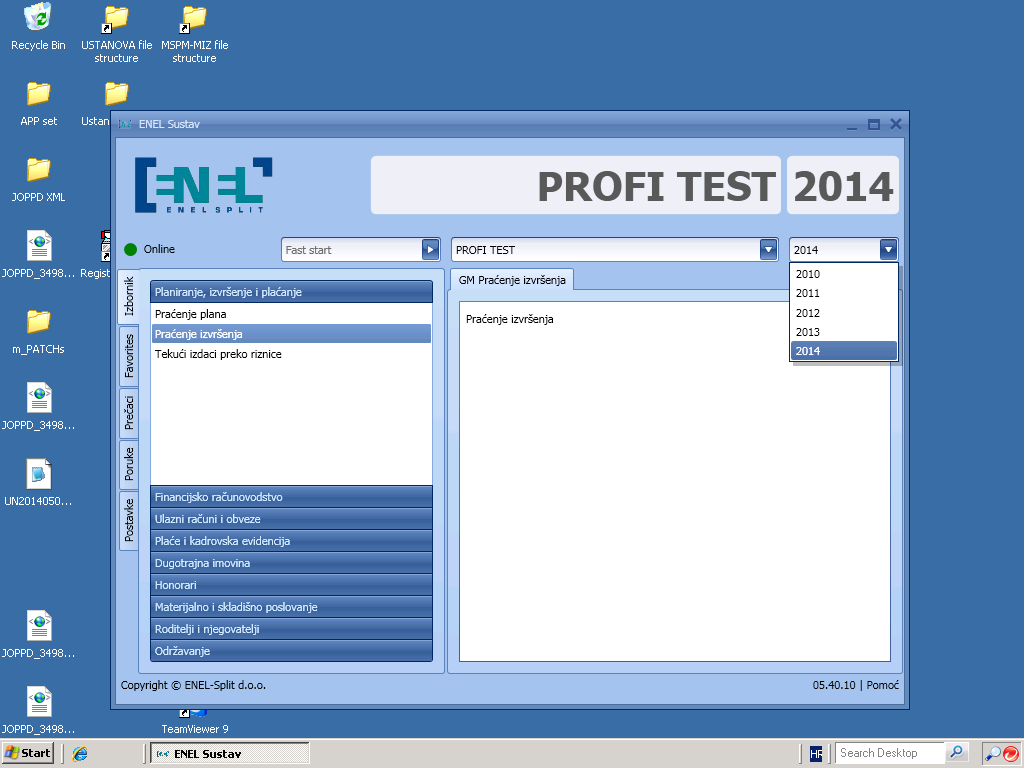 Recycle Bin
USTANOVA file
structure
MSPM-MIZ file
structure
APP set
Ustan
JOPPD XML
JOPPD_3498...
Regist
m_PATCHs
JOPPD_3498...
UN2014050...
JOPPD_3498...
JOPPD_3498...
TeamViewer 9
ENEL Sustav
ENEL
ENEL SPLIT
PROFI TEST
2014
Online
Fast start
PROFI TEST
2014
2010
2011
2012
2013
2014
Izbornik
Favorites
Prečaci
Poruke
Postavke
Planiranje, izvršenje i plaćanje
Praćenje plana
Praćenje izvršenja
Tekući izdaci preko riznice
Financijsko računovodstvo
Ulazni računi i obveze
Plaće i kadrovska evidencija
Dugotrajna imovina
Honorari
Materijalno i skladišno poslovanje
Roditelji i njegovatelji
Održavanje
GM Praćenje izvršenja
Praćenje izvršenja
Copyright © ENEL-Split d.o.o.
05.40.10 | Pomoć
Start
ENEL Sustav
HR
Search Desktop